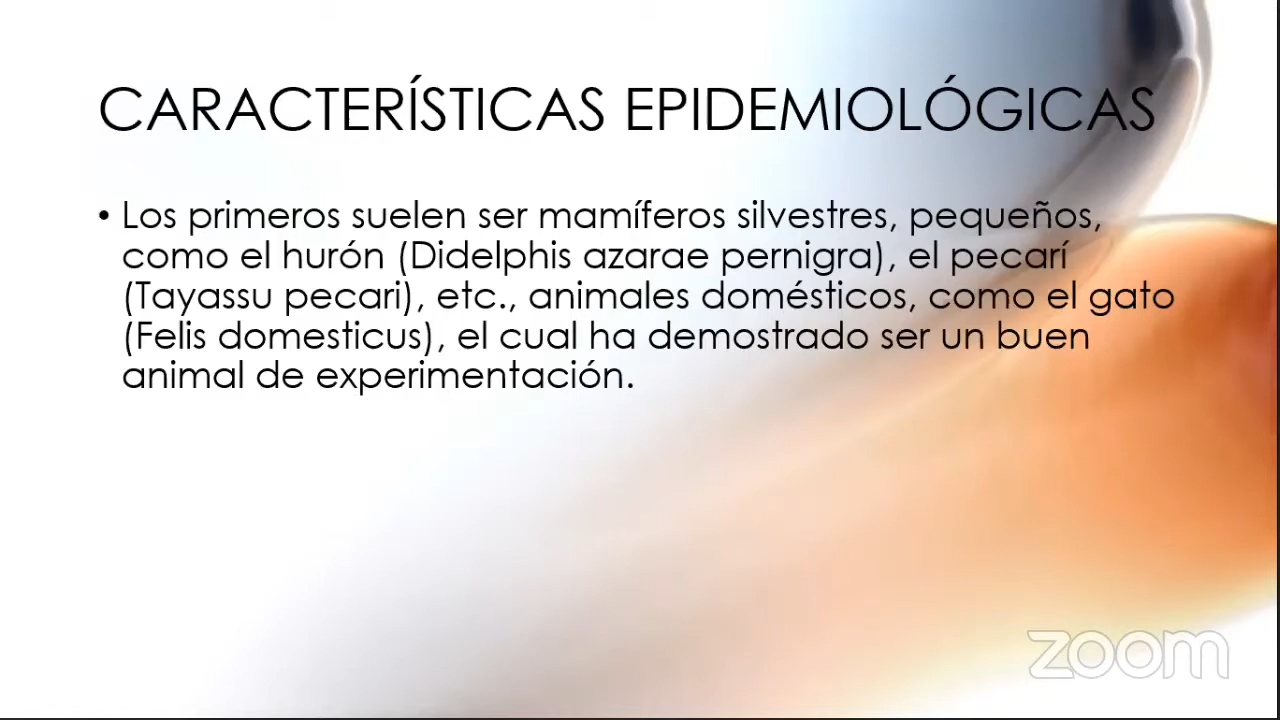 CARACTERÍSTICAS EPIDEMIOLÓGICAS
• Los primeros suelen ser mamíferos silvestres, pequeños,
como el hurón (Didelphis azarae pernigra), el pecarí
(Tayassu pecari), etc., animales domésticos, como el gato
(Felis domesticus), el cual ha demostrado ser un buen
animal de experimentación.
zoom